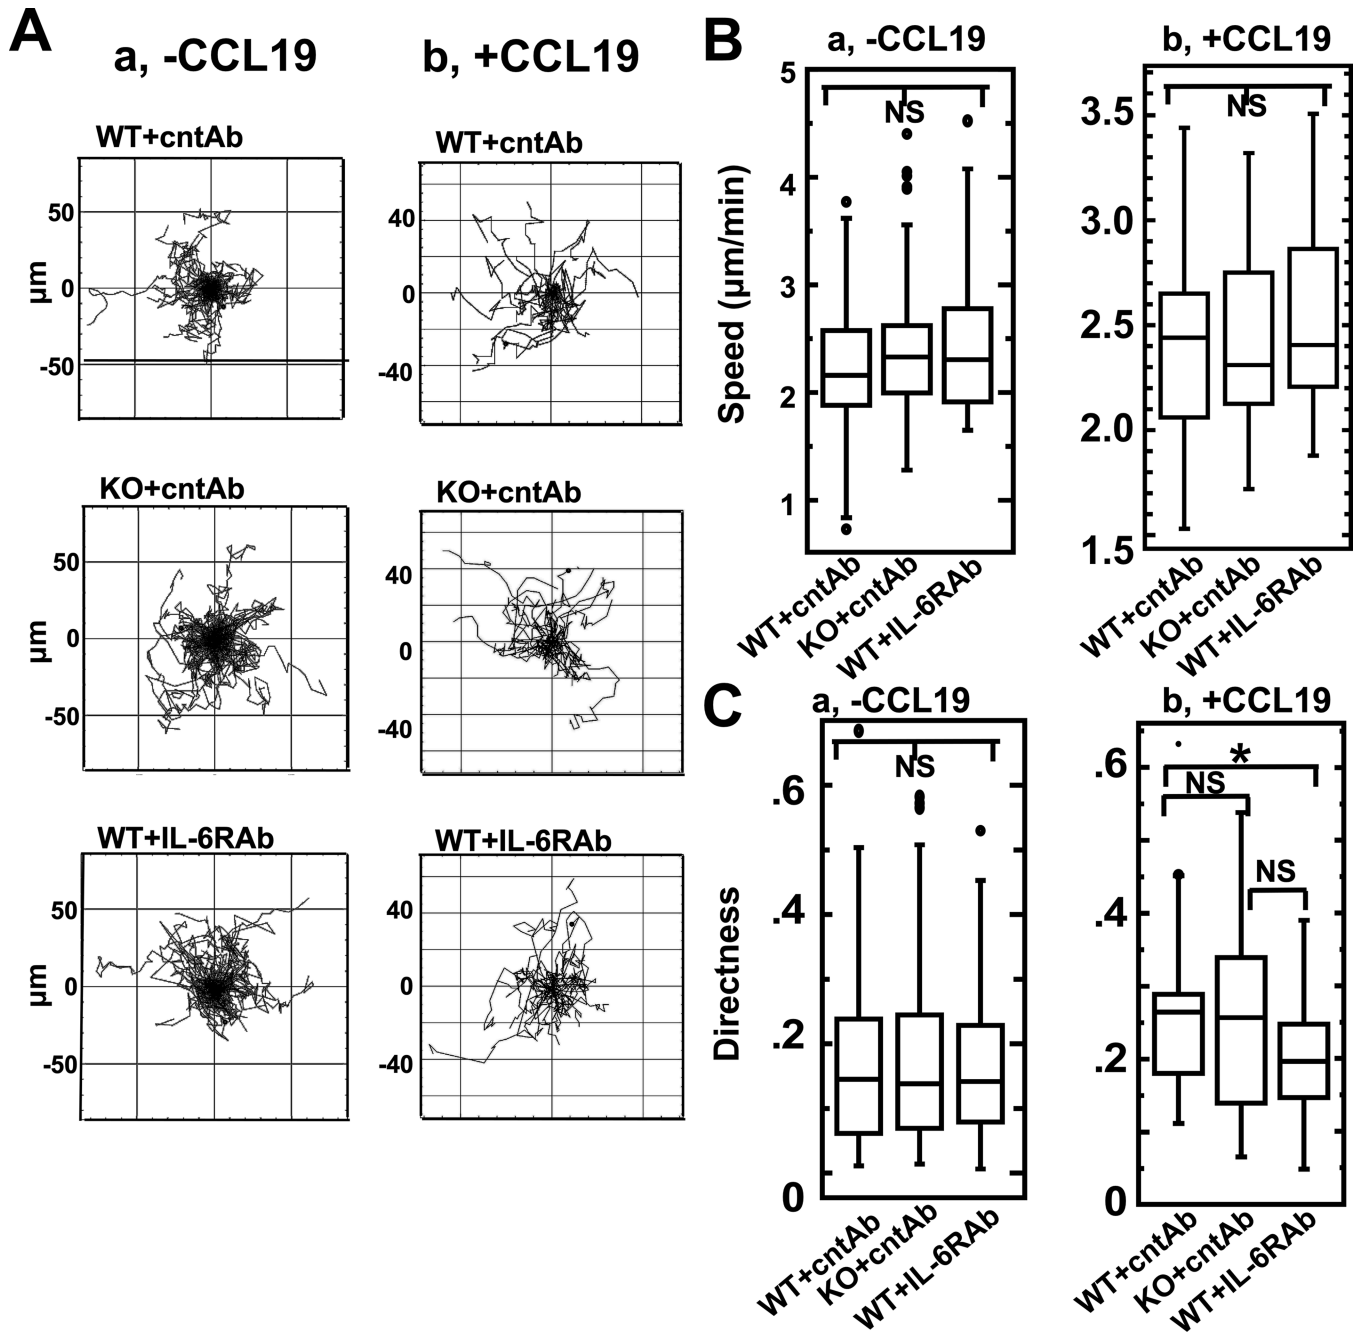 A
a, -CCL19
b, +CCL19
WT+cntAb
50
0
-50
µm
WT+cntAb
40
0
-40
KO+cntAb
50
0
-50
µm
KO+cntAb
40
0
-40
WT+IL-6RAb
50
0
-50
µm
WT+IL-6RAb
40
0
-40
B
a, -CCL19
NS
5
4
3
2
1
Speed (µm/min)
WT+cntAb
KO+cntAb
WT+IL-6RAb
b, +CCL19
NS
3.5
3.0
2.5
2.0
1.5
WT+cntAb
KO+cntAb
WT+IL-6RAb
C
a, -CCL19
NS
.6
.4
.2
0
Directness
WT+cntAb
KO+cntAb
WT+IL-6RAb
b, +CCL19
*
NS
NS
.6
.4
.2
0
WT+cntAb
KO+cntAb
WT+IL-6RAb